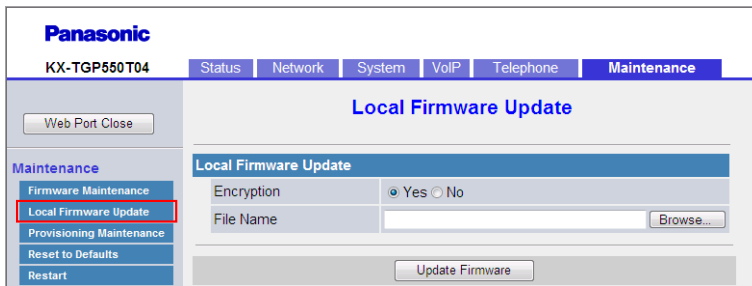 Panasonic
KX-TGP550T04
Status Network System VoIP Telephone Maintenance
Web Port Close
Local Firmware Update
Maintenance
Firmware Maintenance
Local Firmware Update
Provisioning Maintenance
Reset to Defaults
Restart
Local Firmware Update
Encryption Yes No
File Name Browse...
Update Firmware